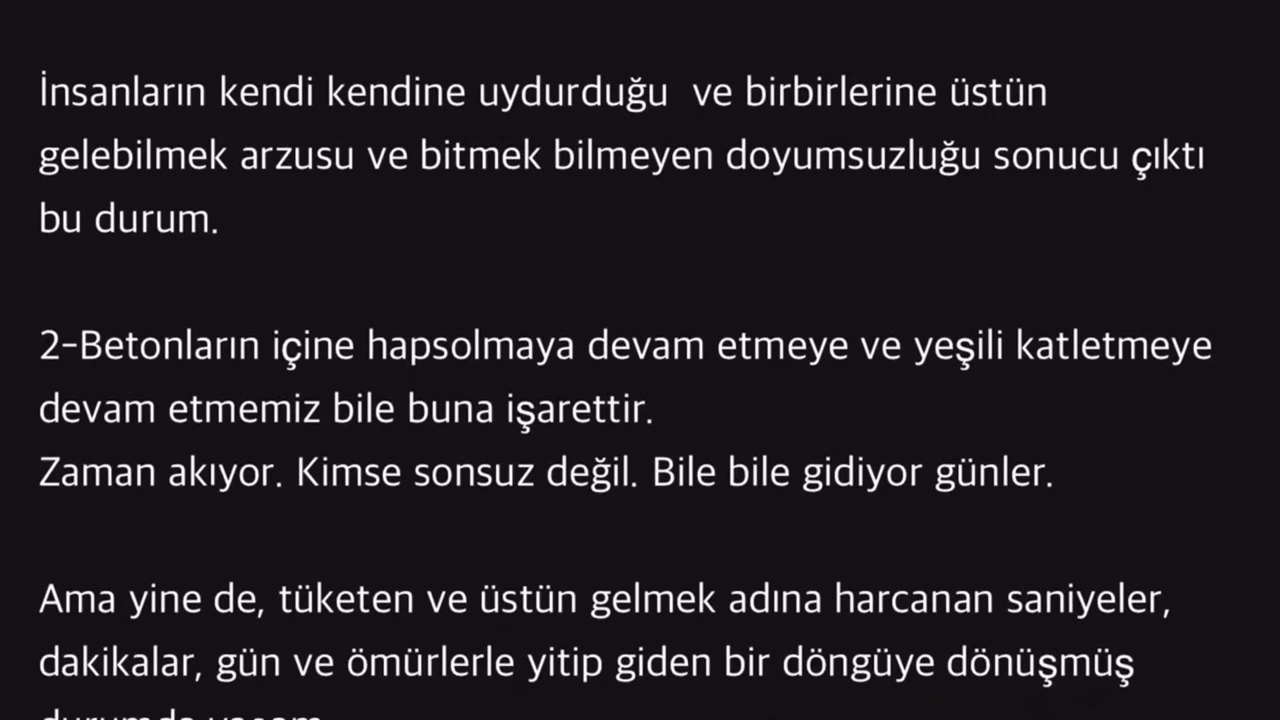 İnsanların kendi kendine uydurduğu  ve birbirlerine üstün
gelebilmek arzusu ve bitmek bilmeyen doyumsuzluğu sonucu çıktı
bu durum.
2-Betonların içine hapsolmaya devam etmeye ve yeşili katletmeye
devam etmemiz bile buna işarettir.
Zaman akıyor. Kimse sonsuz değil. Bile bile gidiyor günler.
Ama yine de, tüketen ve üstün gelmek adına harcanan saniyeler,
dakikalar, gün ve ömürlerle yitip giden bir döngüye dönüşmüş